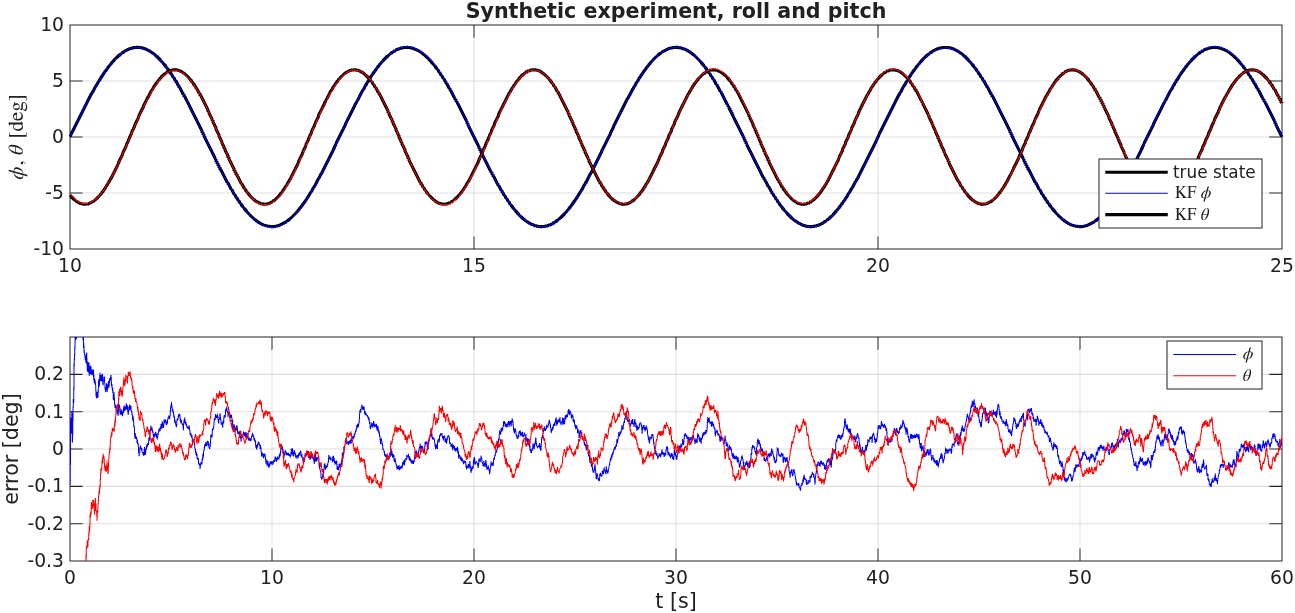 Synthetic experiment, roll and pitch
10
5
0
-5
-10
ϕ, θ [deg]
10 15 20 25
true state
KF ϕ
KF θ
0.2
0.1
0
-0.1
-0.2
-0.3
error [deg]
ϕ
θ
0 10 20 30 40 50 60
t [s]